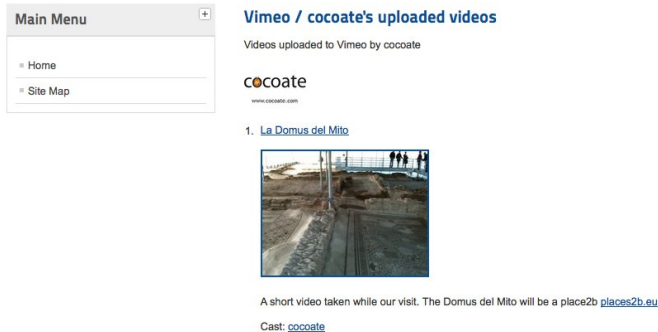 Main Menu
Home
Site Map
Vimeo / cocoate's uploaded videos
Videos uploaded to Vimeo by cocoate
cocoate
www.cocoate.com
1. La Domus del Mito
A short video taken while our visit. The Domus del Mito will be a place2b places2b.eu
Cast: cocoate